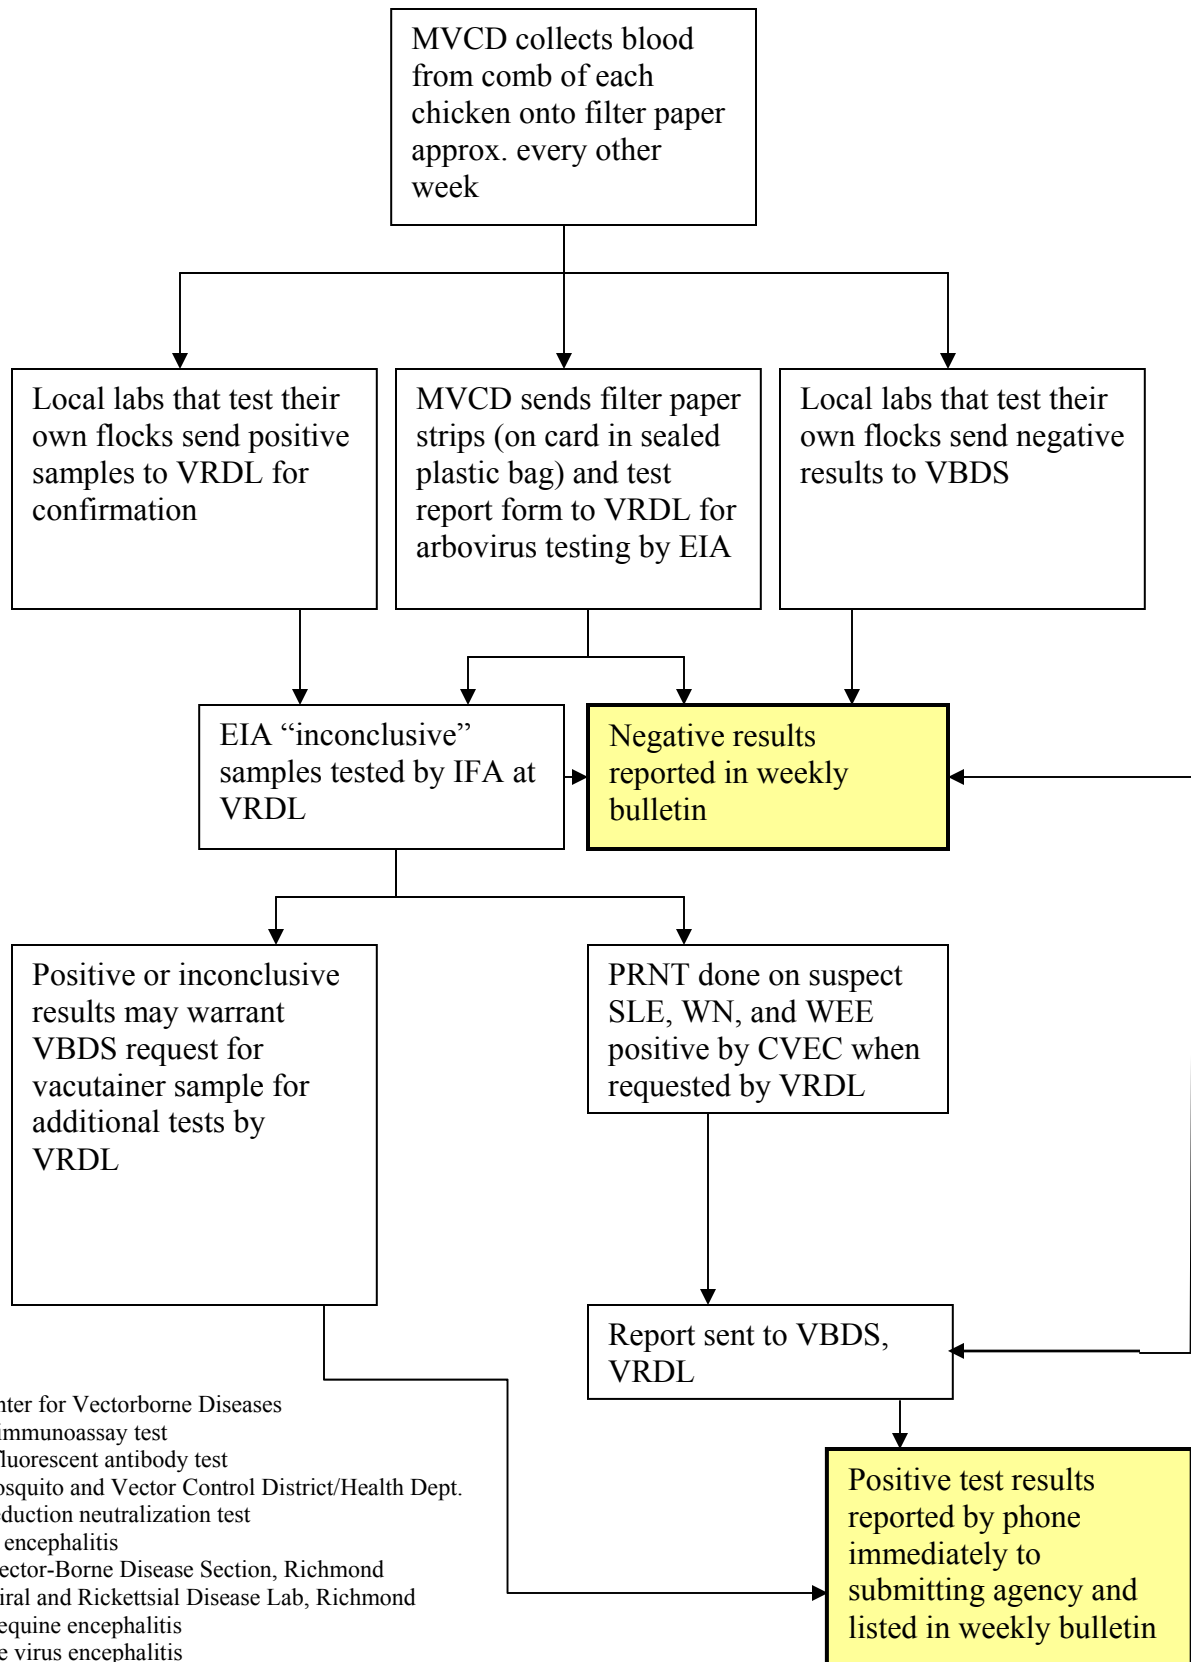 MVCD collects blood
from comb of each
chicken onto filter paper
approx. every other
week
Local labs that test their
own flocks send positive
samples to VRDL for
confirmation
MVCD sends filter paper
strips (on card in sealed
plastic bag) and test
report form to VRDL for
arbovirus testing by EIA
Local labs that test their
own flocks send negative
results to VBDS
EIA “inconclusive”
samples tested by IFA at
VRDL
Negative results
reported in weekly
bulletin
Positive or inconclusive
results may warrant
VBDS request for
vacutainer sample for
additional tests by
VRDL
PRNT done on suspect
SLE, WN, and WEE
positive by CVEC when
requested by VRDL
Report sent to VBDS,
VRDL
Positive test results
reported by phone
immediately to
submitting agency and
listed in weekly bulletin
nter for Vectorborne Diseases
immunoassay test
fluorescent antibody test
osquito and Vector Control District/Health Dept.
eduction neutralization test
encephalitis
ector-Borne Disease Section, Richmond
iral and Rickettsial Disease Lab, Richmond
equine encephalitis
e virus encephalitis